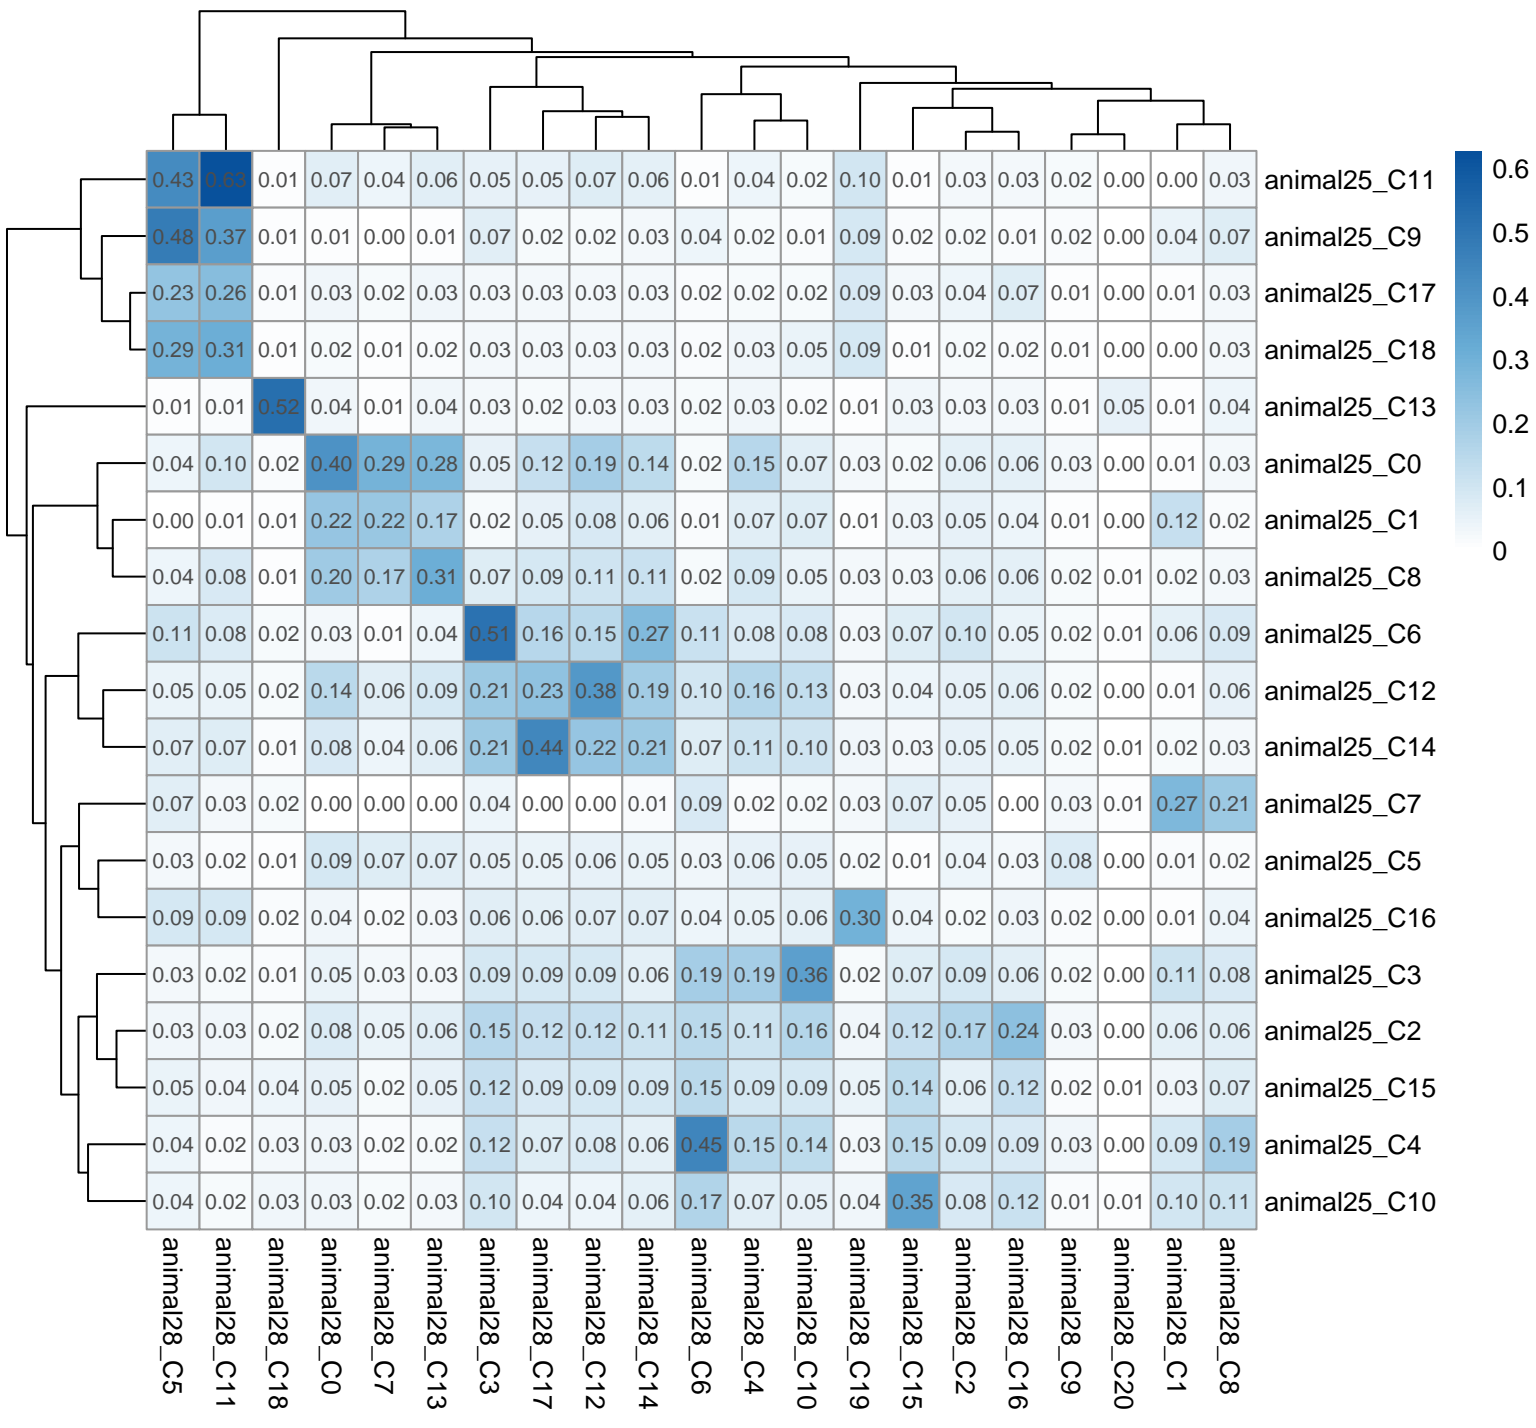 0.43 0.63 0.01 0.07 0.04 0.06 0.05 0.05 0.07 0.06 0.01 0.04 0.02 0.10 0.01 0.03 0.03 0.02 0.00 0.00 0.03 animal25_C11
0.48 0.37 0.01 0.01 0.00 0.01 0.07 0.02 0.02 0.03 0.04 0.02 0.01 0.09 0.02 0.02 0.01 0.02 0.00 0.04 0.07 animal25_C9
0.23 0.26 0.01 0.03 0.02 0.03 0.03 0.03 0.03 0.03 0.02 0.02 0.02 0.09 0.03 0.04 0.07 0.01 0.00 0.01 0.03 animal25_C17
0.29 0.31 0.01 0.02 0.01 0.02 0.03 0.03 0.03 0.03 0.02 0.03 0.05 0.09 0.01 0.02 0.02 0.01 0.00 0.00 0.03 animal25_C18
0.01 0.01 0.52 0.04 0.01 0.04 0.03 0.02 0.03 0.03 0.02 0.03 0.02 0.01 0.03 0.03 0.03 0.01 0.05 0.01 0.04 animal25_C13
0.04 0.10 0.02 0.40 0.29 0.28 0.05 0.12 0.19 0.14 0.02 0.15 0.07 0.03 0.02 0.06 0.06 0.03 0.00 0.01 0.03 animal25_C0
0.00 0.01 0.01 0.22 0.22 0.17 0.02 0.05 0.08 0.06 0.01 0.07 0.07 0.01 0.03 0.05 0.04 0.01 0.00 0.12 0.02 animal25_C1
0.04 0.08 0.01 0.20 0.17 0.31 0.07 0.09 0.11 0.11 0.02 0.09 0.05 0.03 0.03 0.06 0.06 0.02 0.01 0.02 0.03 animal25_C8
0.11 0.08 0.02 0.03 0.01 0.04 0.51 0.16 0.15 0.27 0.11 0.08 0.08 0.03 0.07 0.10 0.05 0.02 0.01 0.06 0.09 animal25_C6
0.05 0.05 0.02 0.14 0.06 0.09 0.21 0.23 0.38 0.19 0.10 0.16 0.13 0.03 0.04 0.05 0.06 0.02 0.00 0.01 0.06 animal25_C12
0.07 0.07 0.01 0.08 0.04 0.06 0.21 0.44 0.22 0.21 0.07 0.11 0.10 0.03 0.03 0.05 0.05 0.02 0.01 0.02 0.03 animal25_C14
0.07 0.03 0.02 0.00 0.00 0.00 0.04 0.00 0.00 0.01 0.09 0.02 0.02 0.03 0.07 0.05 0.00 0.03 0.01 0.27 0.21 animal25_C7
0.03 0.02 0.01 0.09 0.07 0.07 0.05 0.05 0.06 0.05 0.03 0.06 0.05 0.02 0.01 0.04 0.03 0.08 0.00 0.01 0.02 animal25_C5
0.09 0.09 0.02 0.04 0.02 0.03 0.06 0.06 0.07 0.07 0.04 0.05 0.06 0.30 0.04 0.02 0.03 0.02 0.00 0.01 0.04 animal25_C16
0.03 0.02 0.01 0.05 0.03 0.03 0.09 0.09 0.09 0.06 0.19 0.19 0.36 0.02 0.07 0.09 0.06 0.02 0.00 0.11 0.08 animal25_C3
0.03 0.03 0.02 0.08 0.05 0.06 0.15 0.12 0.12 0.11 0.15 0.11 0.16 0.04 0.12 0.17 0.24 0.03 0.00 0.06 0.06 animal25_C2
0.05 0.04 0.04 0.05 0.02 0.05 0.12 0.09 0.09 0.09 0.15 0.09 0.09 0.05 0.14 0.06 0.12 0.02 0.01 0.03 0.07 animal25_C15
0.04 0.02 0.03 0.03 0.02 0.02 0.12 0.07 0.08 0.06 0.45 0.15 0.14 0.03 0.15 0.09 0.09 0.03 0.00 0.09 0.19 animal25_C4
0.04 0.02 0.03 0.03 0.02 0.03 0.10 0.04 0.04 0.06 0.17 0.07 0.05 0.04 0.35 0.08 0.12 0.01 0.01 0.10 0.11 animal25_C10
animal28_C5
animal28_C11
animal28_C18
animal28_C0
animal28_C7
animal28_C13
animal28_C3
animal28_C17
animal28_C12
animal28_C14
animal28_C6
animal28_C4
animal28_C10
animal28_C19
animal28_C15
animal28_C2
animal28_C16
animal28_C9
animal28_C20
animal28_C1
animal28_C8
0.6
0.5
0.4
0.3
0.2
0.1
0